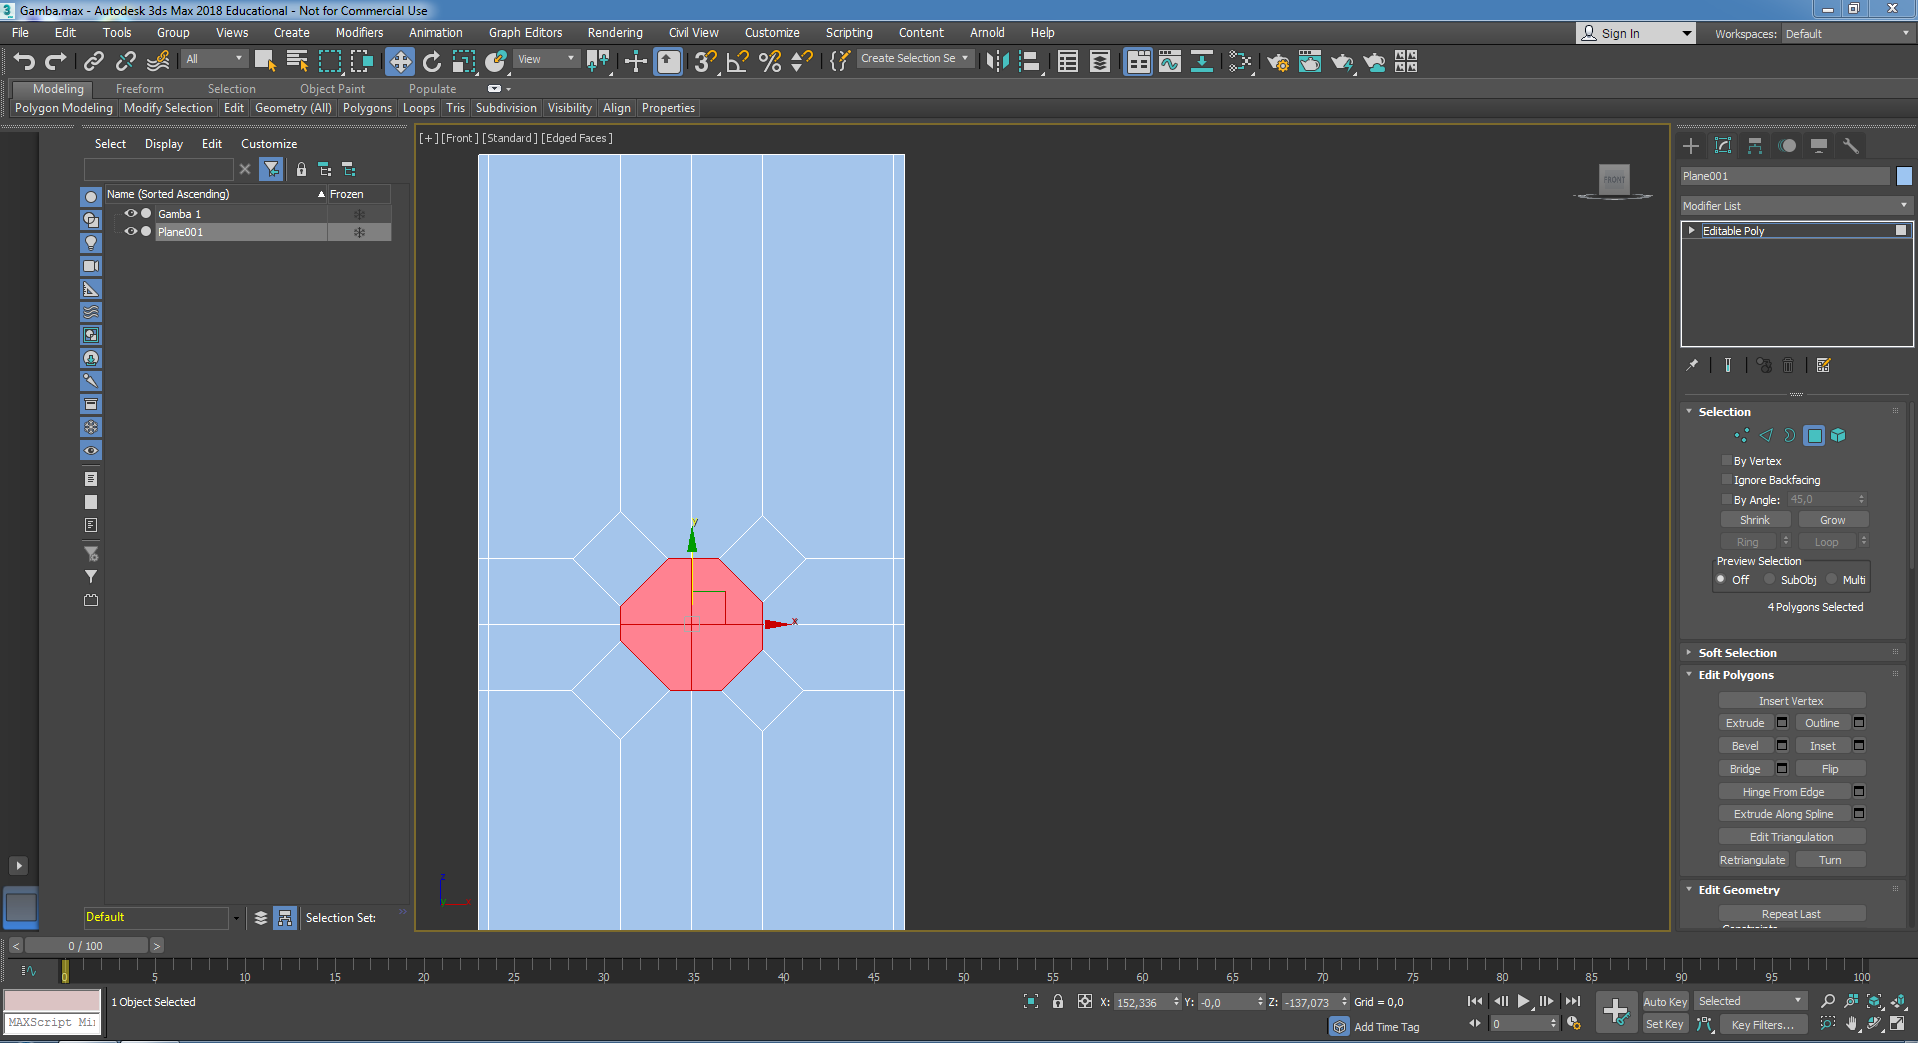 Gamba.max - Autodesk 3ds Max 2018 Educational - Not for Commercial Use
File Edit Tools Group Views Create Modifiers Animation Graph Editors Rendering Civil View Customize Scripting Content Arnold Help
Sign In Workspaces: Default
All View Create Selection Se
Modeling Freeform Selection Object Paint Populate
Polygon Modeling Modify Selection Edit Geometry (All) Polygons Loops Tris Subdivision Visibility Align Properties
Select Display Edit Customize
Name (Sorted Ascending) Frozen
Gamba 1
Plane001
[+] [Front ] [Standard ] [Edged Faces ]
FRONT
y
x
z
y
x
Plane001
Modifier List
Editable Poly
Selection
By Vertex
Ignore Backfacing
By Angle: 45,0
Shrink Grow
Ring Loop
Preview Selection
Off SubObj Multi
4 Polygons Selected
Soft Selection
Edit Polygons
Insert Vertex
Extrude Outline
Bevel Inset
Bridge Flip
Hinge From Edge
Extrude Along Spline
Edit Triangulation
Retriangulate Turn
Edit Geometry
Repeat Last
Constraints
Default Selection Set:
< 0 / 100 >
0 5 10 15 20 25 30 35 40 45 50 55 60 65 70 75 80 85 90 95 100
1 Object Selected X: 152,336 Y: -0,0 Z: -137,073 Grid = 0,0 Auto Key Selected
MAXScript Mi
Add Time Tag 0 Set Key Key Filters...